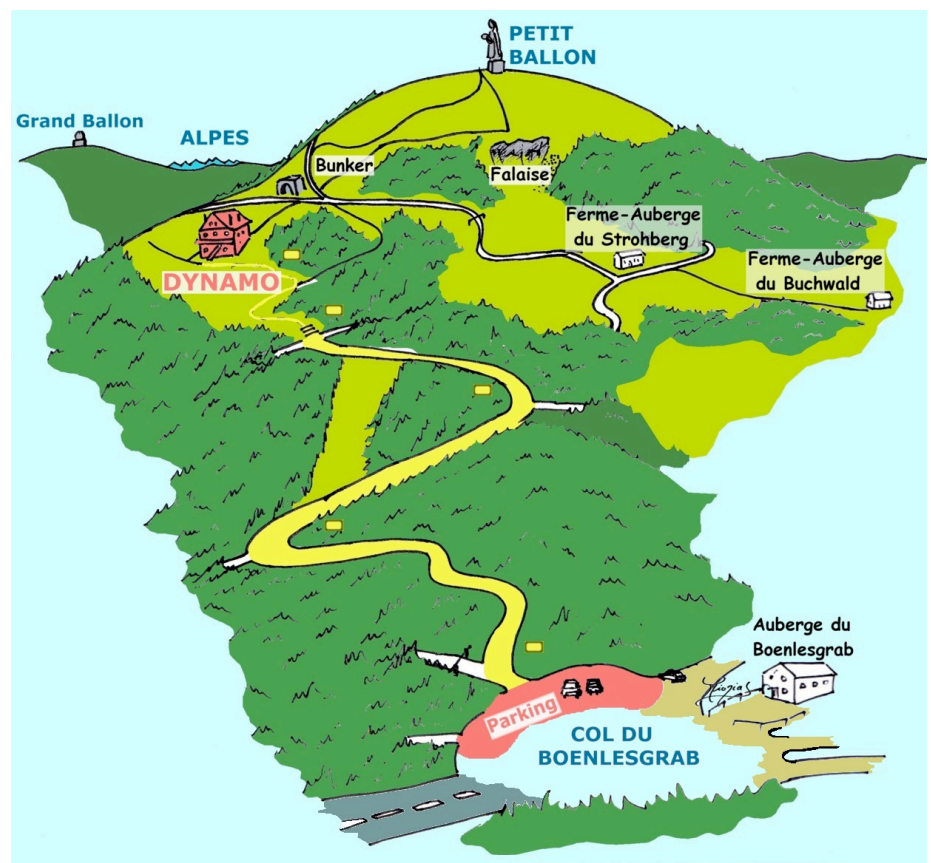 PETIT
BALLON
Grand Ballon
ALPES
Bunker
Falaise
Ferme-Auberge
du Strohberg
Ferme-Auberge
du Buchwald
DYNAMO
Auberge du
Boenlesgrab
Parking
COL DU
BOENLESGRAB